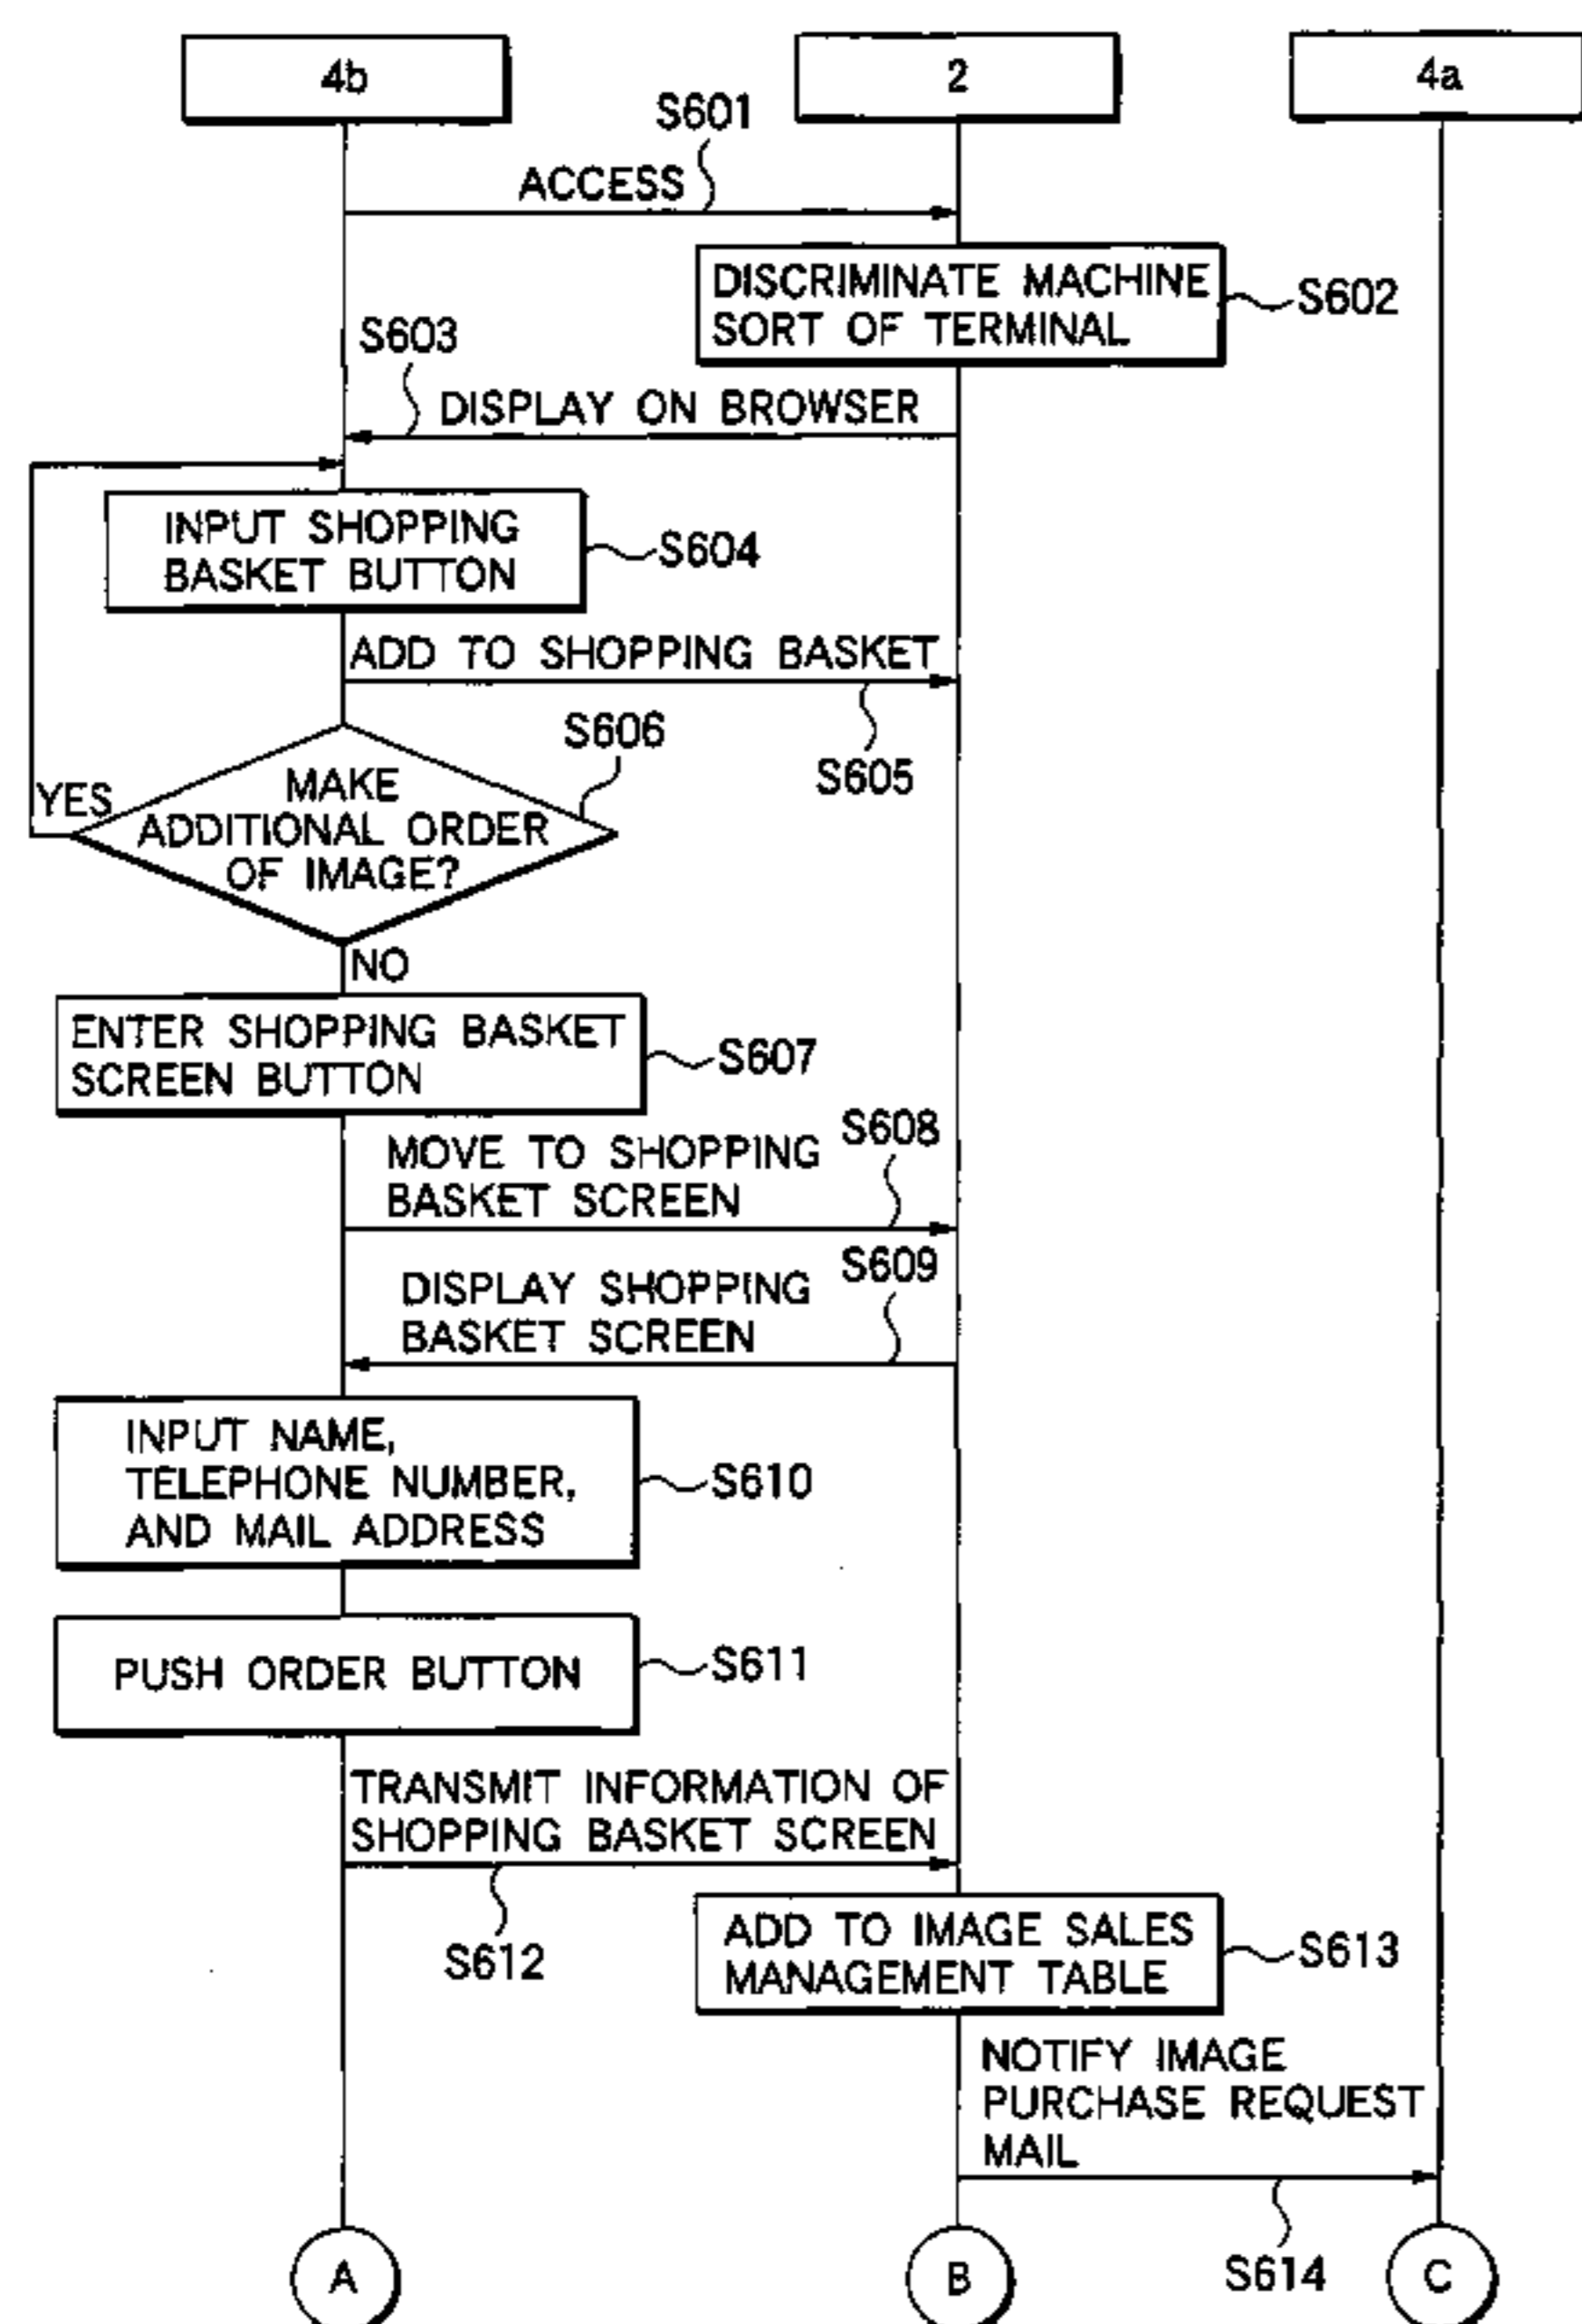 4b
2
4a
S601
ACCESS
DISCRIMINATE MACHINE
SORT OF TERMINAL
S602
S603
DISPLAY ON BROWSER
INPUT SHOPPING
BASKET BUTTON
S604
ADD TO SHOPPING BASKET
S605
S606
YES
MAKE
ADDITIONAL ORDER
OF IMAGE?
NO
ENTER SHOPPING BASKET
SCREEN BUTTON
S607
MOVE TO SHOPPING
BASKET SCREEN
S608
DISPLAY SHOPPING
BASKET SCREEN
S609
INPUT NAME,
TELEPHONE NUMBER,
AND MAIL ADDRESS
S610
PUSH ORDER BUTTON
S611
TRANSMIT INFORMATION OF
SHOPPING BASKET SCREEN
S612
ADD TO IMAGE SALES
MANAGEMENT TABLE
S613
NOTIFY IMAGE
PURCHASE REQUEST
MAIL
S614
A
B
C